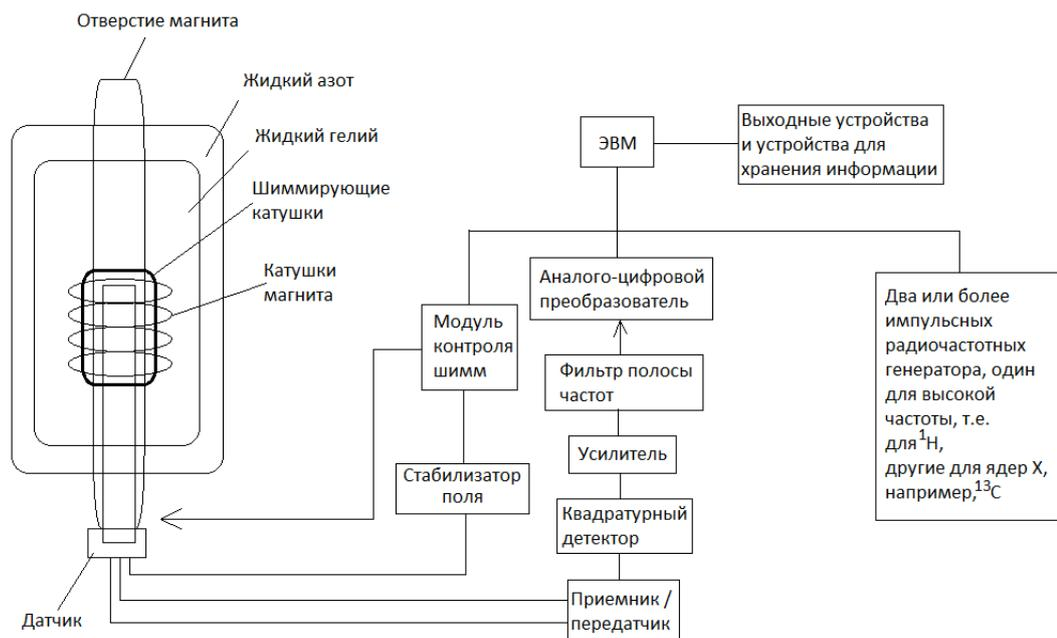 Отверстие магнита
Жидкий азот
Жидкий гелий
Шиммирующие
катушки
Катушки
магнита
Датчик
ЭВМ
Выходные устройства
и устройства для
хранения информации
Модуль
контроля
шимм
Стабилизатор
поля
Аналого-цифровой
преобразователь
Фильтр полосы
частот
Усилитель
Квадратурный
детектор
Приемник /
передатчик
Два или более
импульсных
радиочастотных
генератора, один
для высокой
частоты, т.е.
для ¹H,
другие для ядер X,
например,¹³C